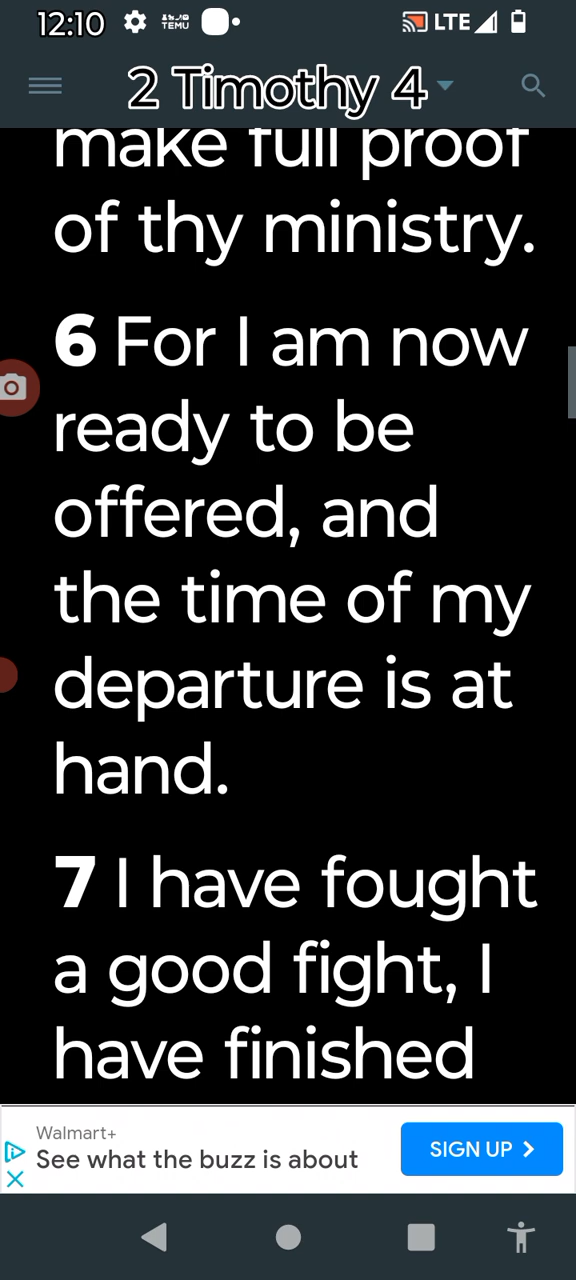 12:10 TEMU LTE
2 Timothy 4
make full proof
of thy ministry.
6 For I am now
ready to be
offered, and
the time of my
departure is at
hand.
7 I have fought
a good fight, I
have finished
Walmart+
See what the buzz is about
SIGN UP